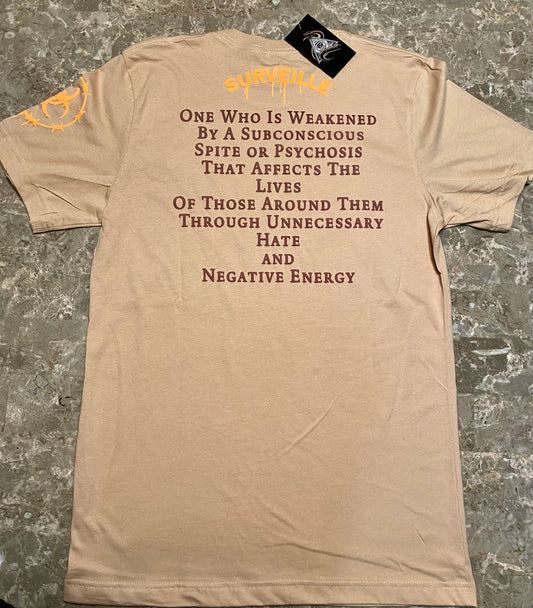 SURVEILLE
ONE WHO IS WEAKENED
BY A SUBCONSCIOUS
SPITE OR PSYCHOSIS
THAT AFFECTS THE
LIVES
OF THOSE AROUND THEM
THROUGH UNNECESSARY
HATE
AND
NEGATIVE ENERGY